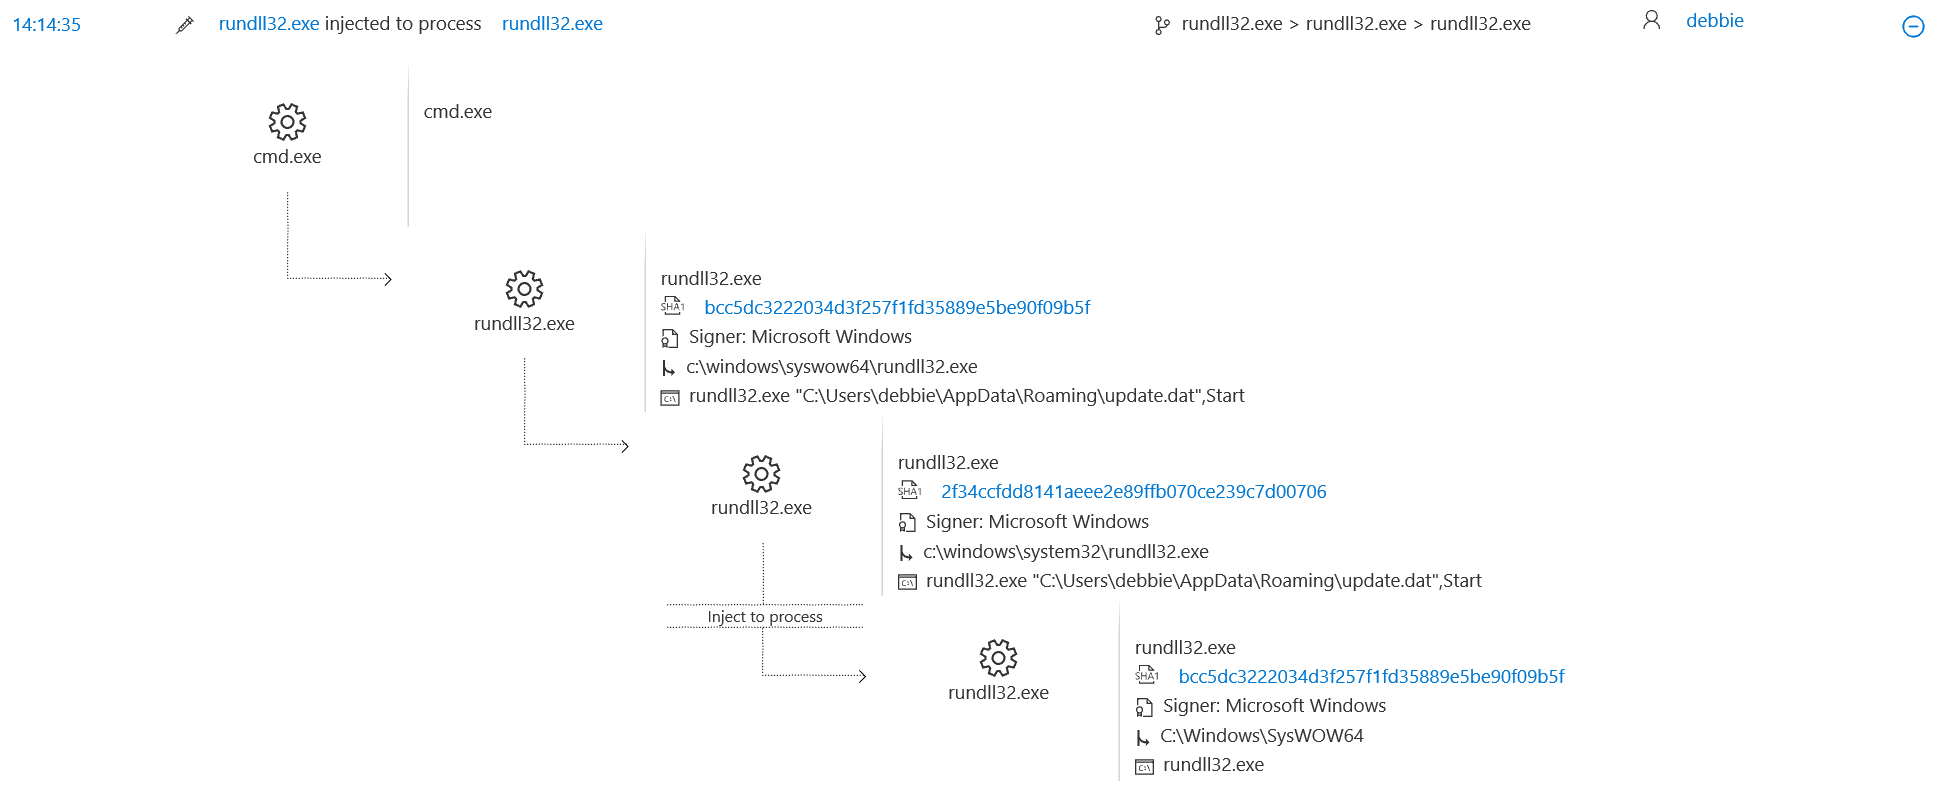 14:14:35 rundll32.exe injected to process rundll32.exe rundll32.exe > rundll32.exe > rundll32.exe debbie
cmd.exe
cmd.exe
rundll32.exe
rundll32.exe
SHA1 bcc5dc3222034d3f257f1fd35889e5be90f09b5f
Signer: Microsoft Windows
c:\windows\syswow64\rundll32.exe
C:\ rundll32.exe "C:\Users\debbie\AppData\Roaming\update.dat",Start
rundll32.exe
rundll32.exe
SHA1 2f34ccfdd8141aeee2e89ffb070ce239c7d00706
Signer: Microsoft Windows
c:\windows\system32\rundll32.exe
C:\ rundll32.exe "C:\Users\debbie\AppData\Roaming\update.dat",Start
Inject to process
rundll32.exe
rundll32.exe
SHA1 bcc5dc3222034d3f257f1fd35889e5be90f09b5f
Signer: Microsoft Windows
C:\Windows\SysWOW64
C:\ rundll32.exe